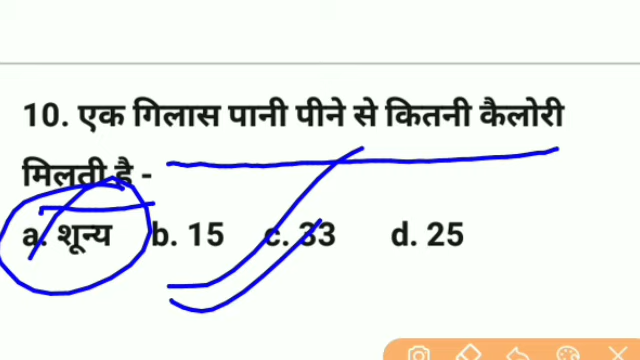 10. एक गिलास पानी पीने से कितनी कैलोरी
मिलती है -
a. शून्य b. 15 c. 33 d. 25